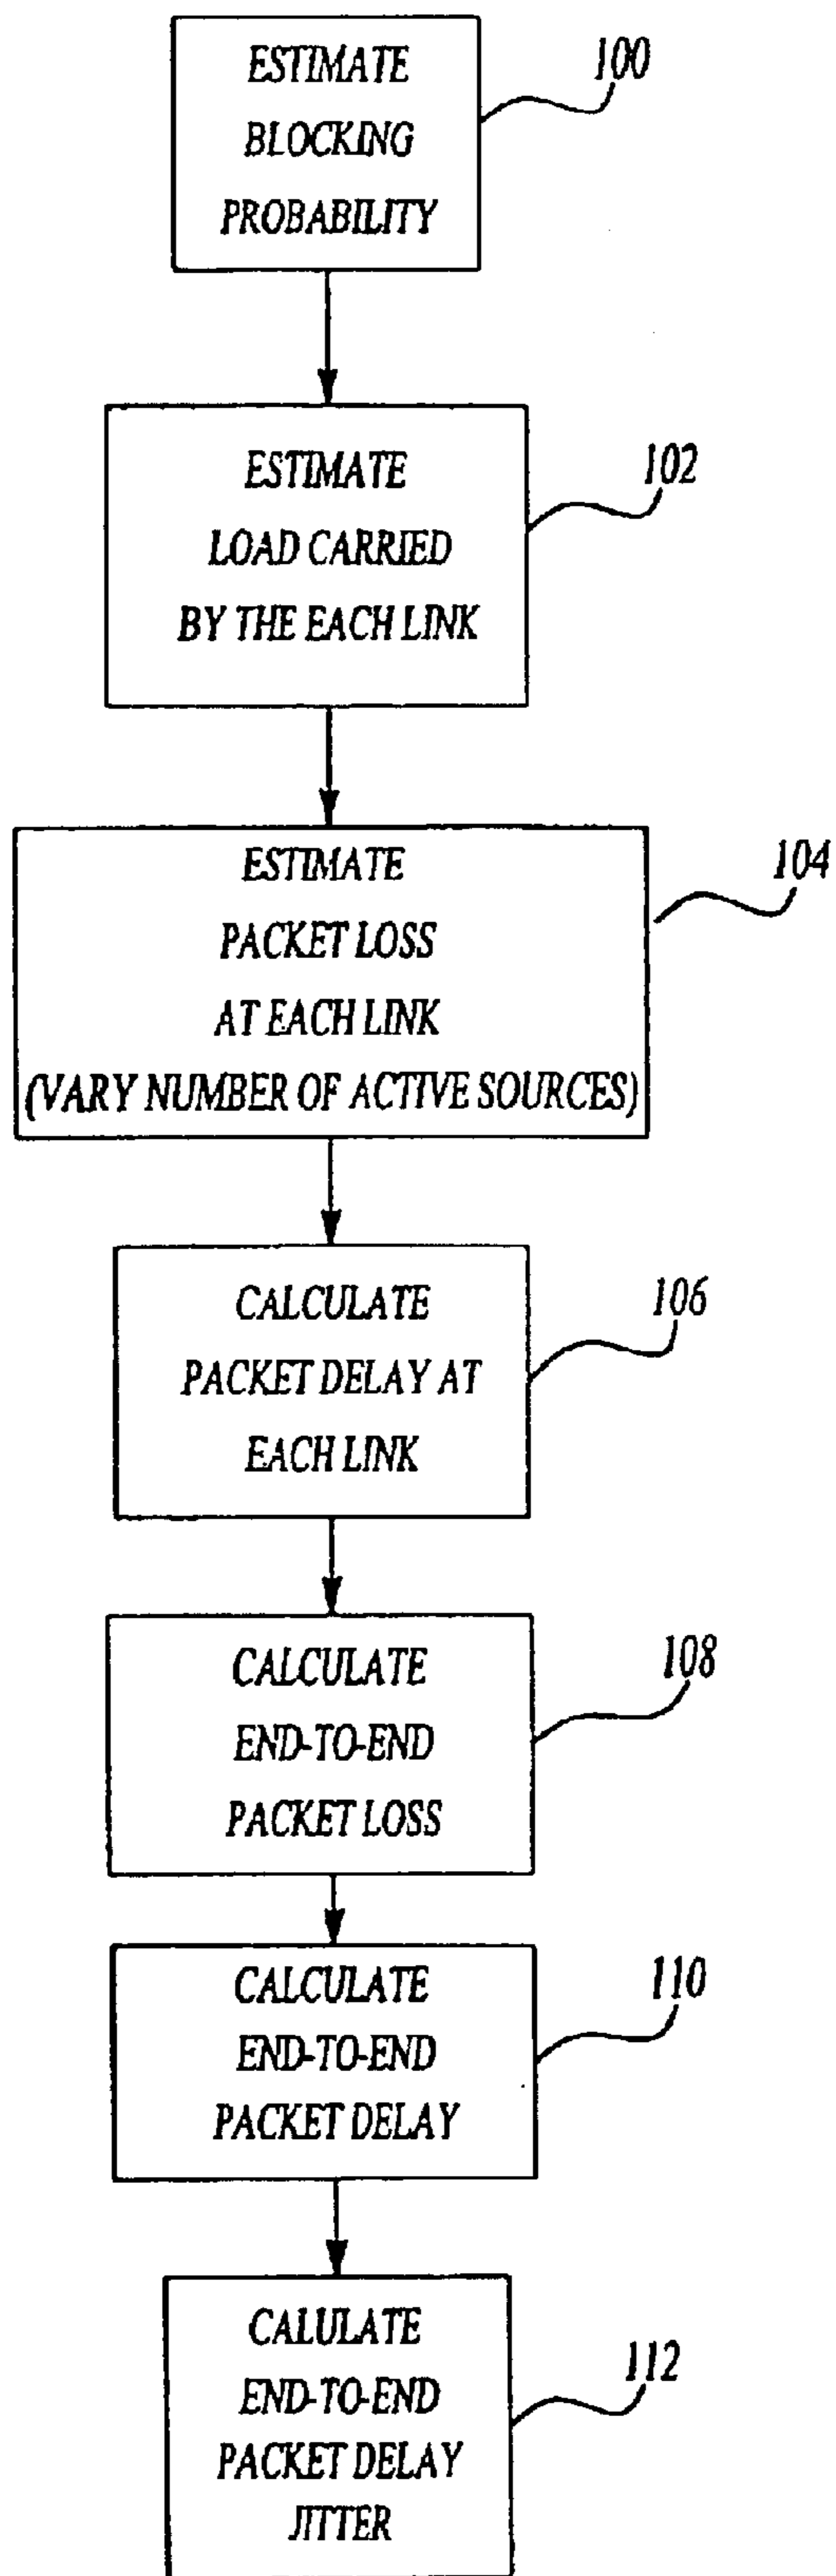 ESTIMATE
BLOCKING
PROBABILITY
100
ESTIMATE
LOAD CARRIED
BY THE EACH LINK
102
ESTIMATE
PACKET LOSS
AT EACH LINK
(VARY NUMBER OF ACTIVE SOURCES)
104
CALCULATE
PACKET DELAY AT
EACH LINK
106
CALCULATE
END-TO-END
PACKET LOSS
108
CALCULATE
END-TO-END
PACKET DELAY
110
CALULATE
END-TO-END
PACKET DELAY
JITTER
112